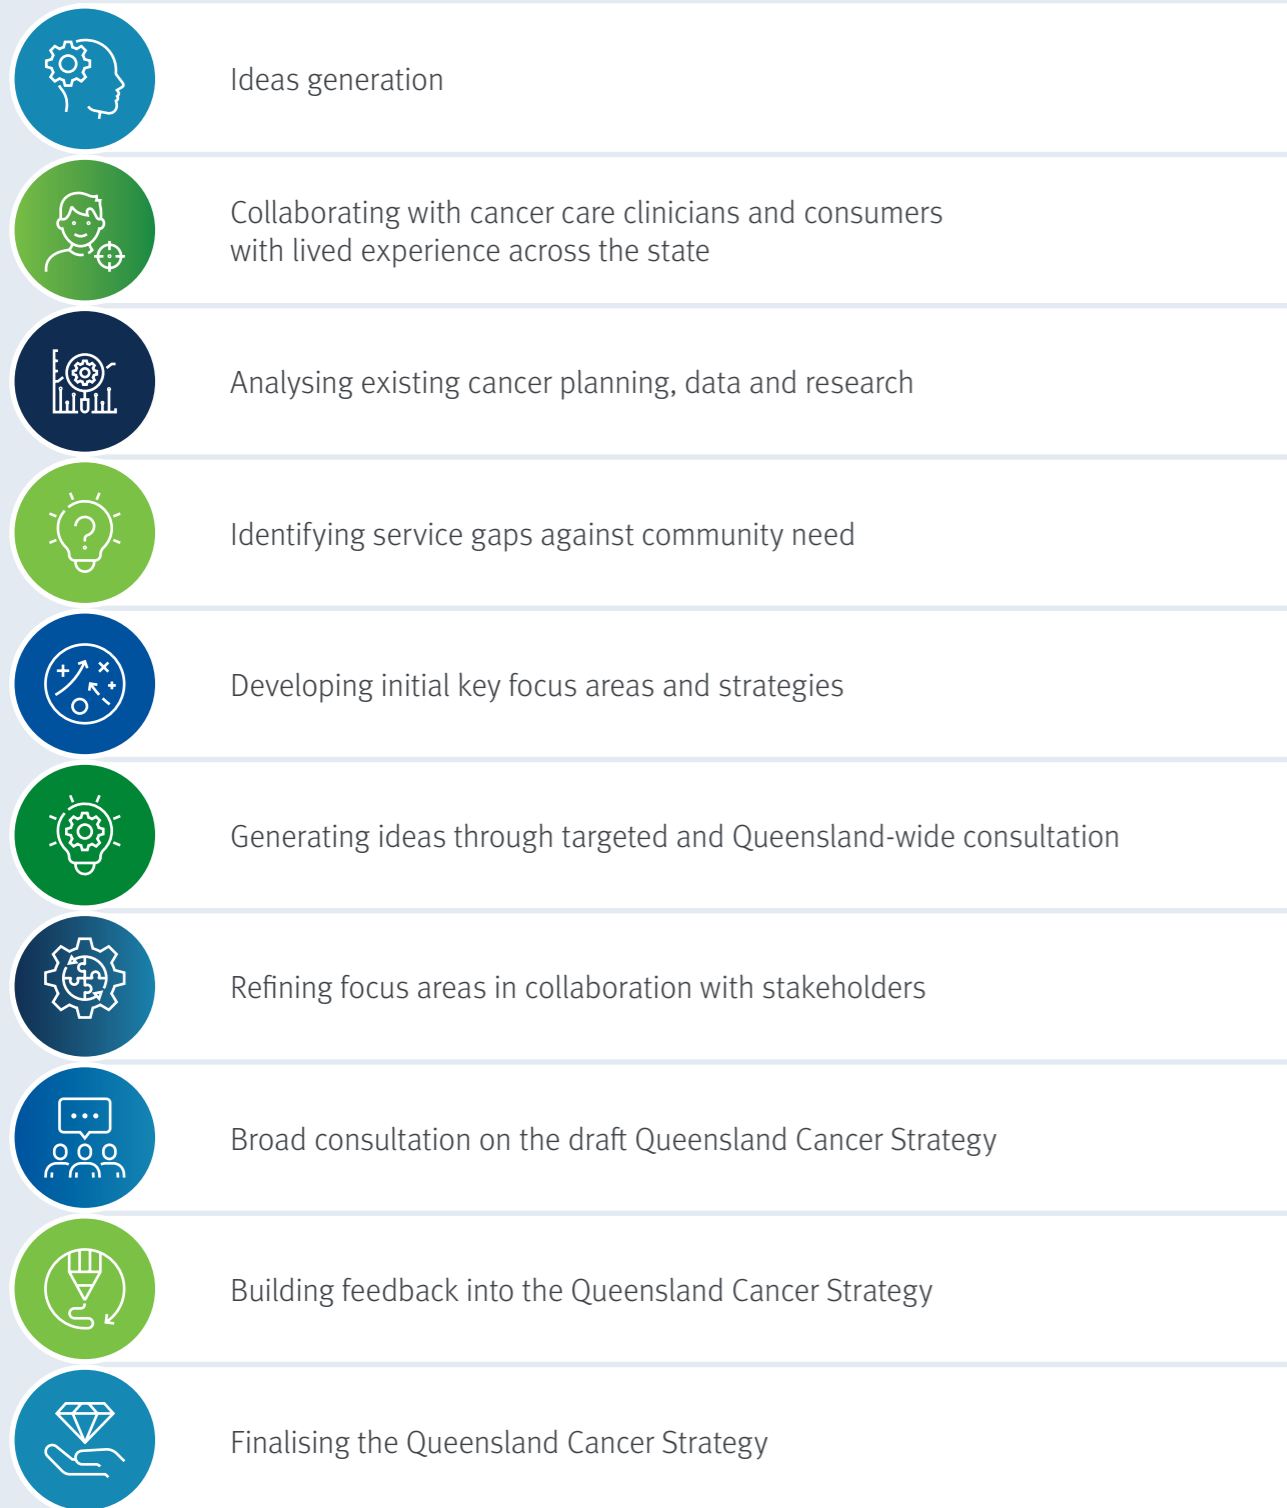 Ideas generation
Collaborating with cancer care clinicians and consumers
with lived experience across the state
Analysing existing cancer planning, data and research
Identifying service gaps against community need
Developing initial key focus areas and strategies
Generating ideas through targeted and Queensland-wide consultation
Refining focus areas in collaboration with stakeholders
Broad consultation on the draft Queensland Cancer Strategy
Building feedback into the Queensland Cancer Strategy
Finalising the Queensland Cancer Strategy